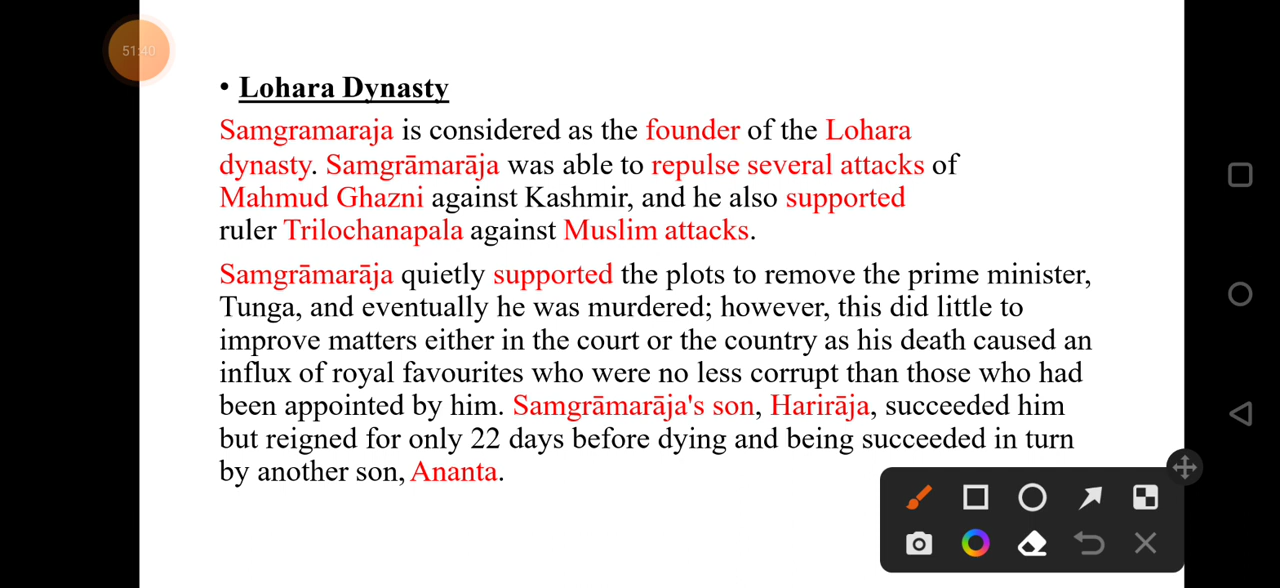 51:40
• Lohara Dynasty
Samgramaraja is considered as the founder of the Lohara
dynasty. Samgrāmarāja was able to repulse several attacks of
Mahmud Ghazni against Kashmir, and he also supported
ruler Trilochanapala against Muslim attacks.
Samgrāmarāja quietly supported the plots to remove the prime minister,
Tunga, and eventually he was murdered; however, this did little to
improve matters either in the court or the country as his death caused an
influx of royal favourites who were no less corrupt than those who had
been appointed by him. Samgrāmarāja's son, Harirāja, succeeded him
but reigned for only 22 days before dying and being succeeded in turn
by another son, Ananta.